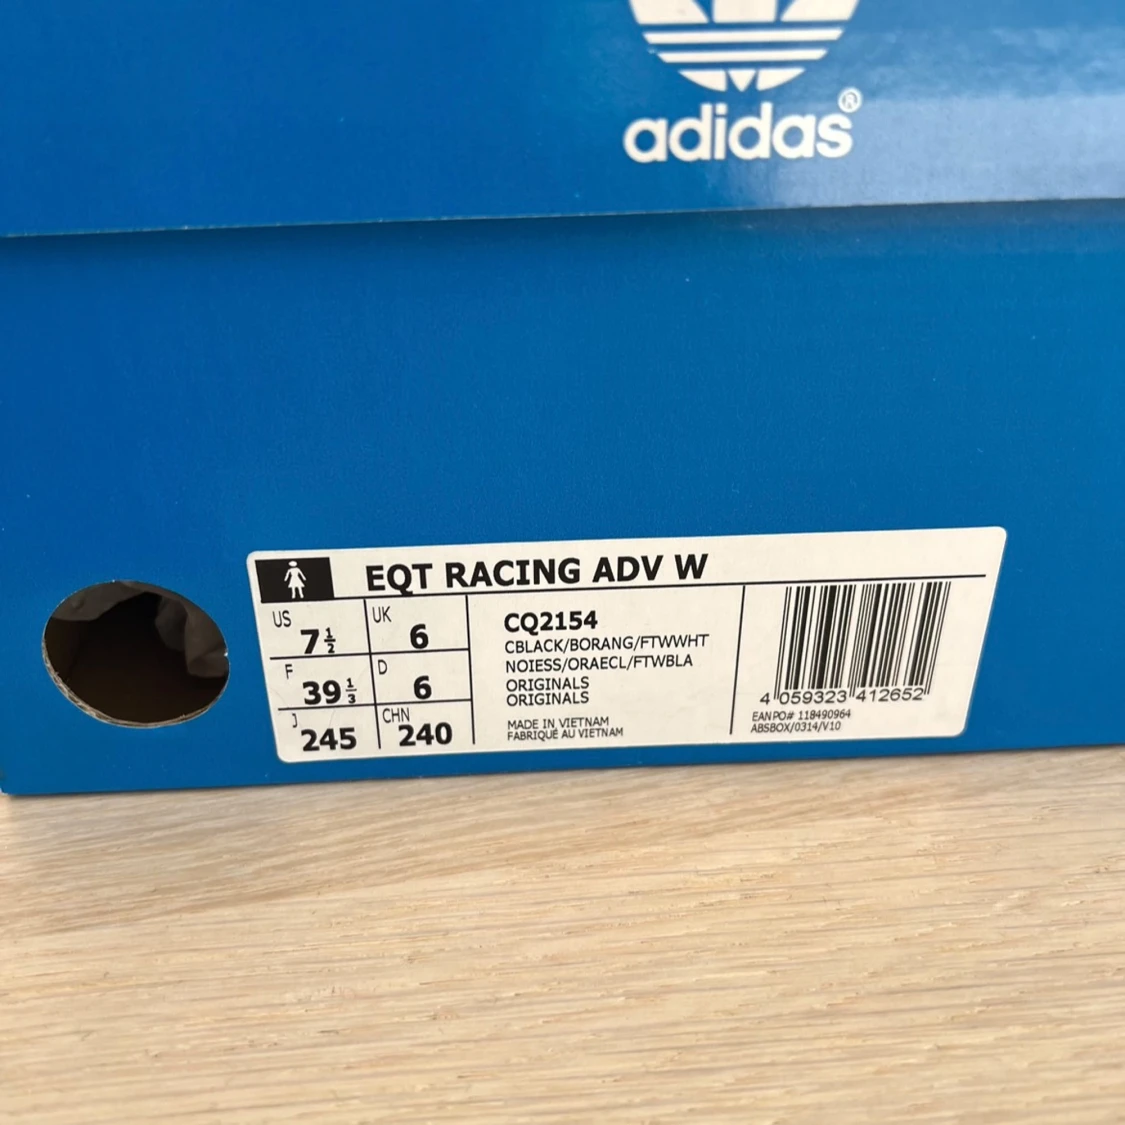 adidas®
EQT RACING ADV W
US 7½ UK 6
F 39⅓ D 6
J 245 CHN 240
CQ2154
CBLACK/BORANG/FTWWHT
NOIESS/ORAECL/FTWBLA
ORIGINALS
ORIGINALS
MADE IN VIETNAM
FABRIQUÉ AU VIETNAM
4 059323 412652
EAN PO# 118490964
ABSBOX/0314/V10